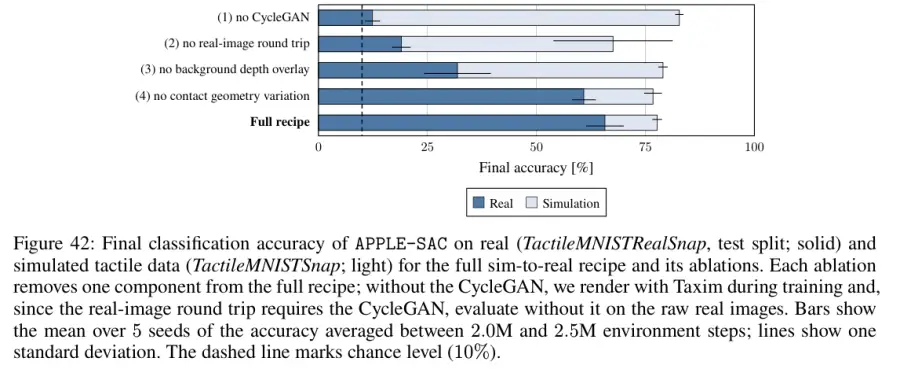 (1) no CycleGAN
(2) no real-image round trip
(3) no background depth overlay
(4) no contact geometry variation
Full recipe
0 25 50 75 100
Final accuracy [%]
Real Simulation
Figure 42: Final classification accuracy of APPLE-SAC on real (TactileMNISTRealSnap, test split; solid) and
simulated tactile data (TactileMNISTSnap; light) for the full sim-to-real recipe and its ablations. Each ablation
removes one component from the full recipe; without the CycleGAN, we render with Taxim during training and,
since the real-image round trip requires the CycleGAN, evaluate without it on the raw real images. Bars show
the mean over 5 seeds of the accuracy averaged between 2.0M and 2.5M environment steps; lines show one
standard deviation. The dashed line marks chance level (10%).